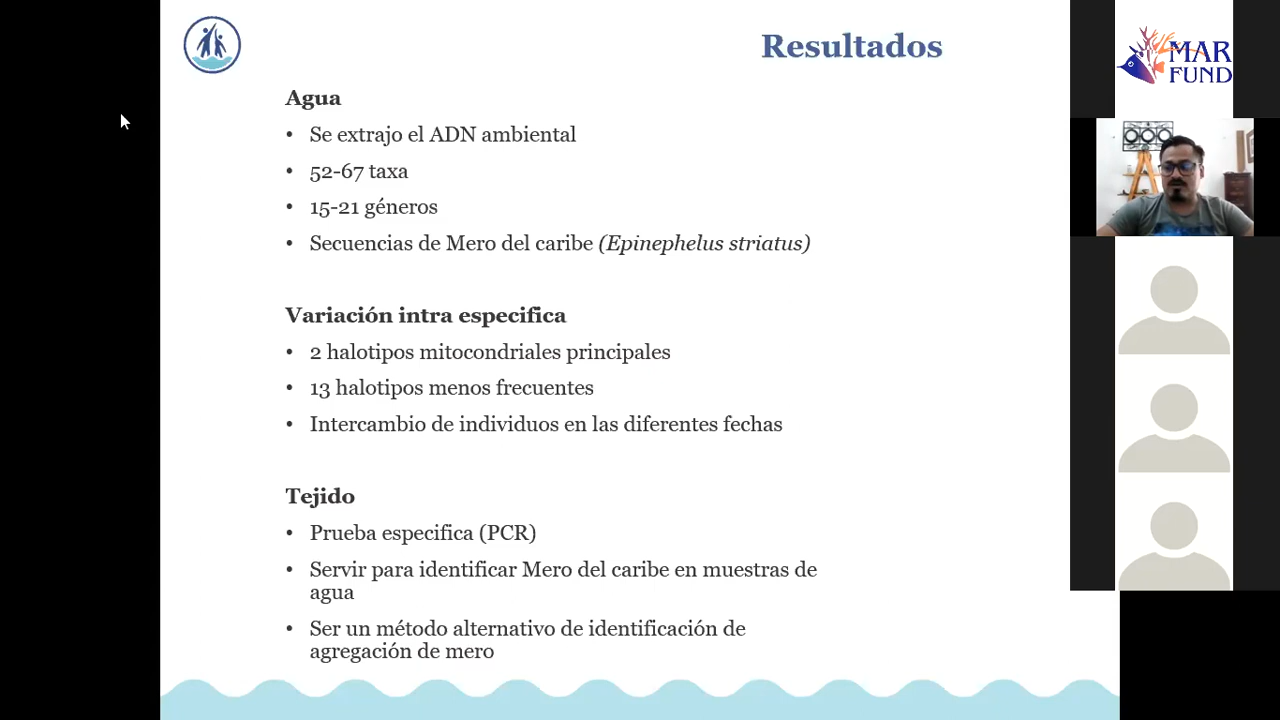 Resultados
Agua
• Se extrajo el ADN ambiental
• 52-67 taxa
• 15-21 géneros
• Secuencias de Mero del caribe (Epinephelus striatus)
Variación intra especifica
• 2 halotipos mitocondriales principales
• 13 halotipos menos frecuentes
• Intercambio de individuos en las diferentes fechas
Tejido
• Prueba especifica (PCR)
• Servir para identificar Mero del caribe en muestras de
agua
• Ser un método alternativo de identificación de
agregación de mero
MAR
FUND